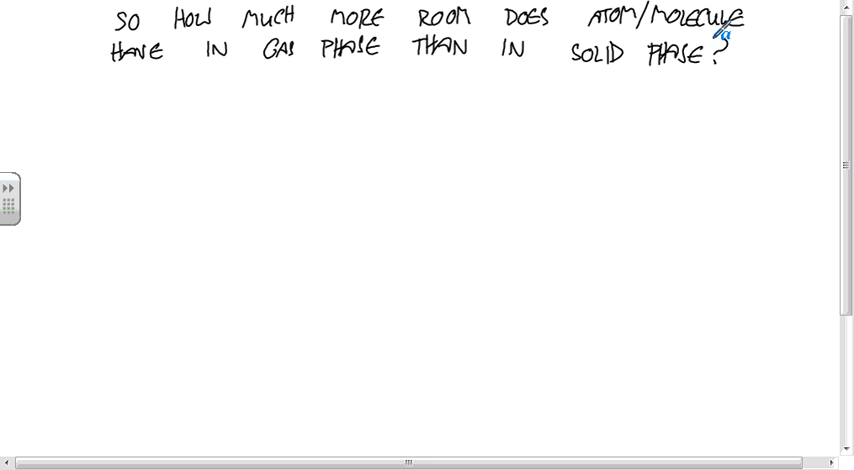 SO HOW MUCH MORE ROOM DOES ATOM/MOLECULE
HAVE IN GAS PHASE THAN IN SOLID PHASE?